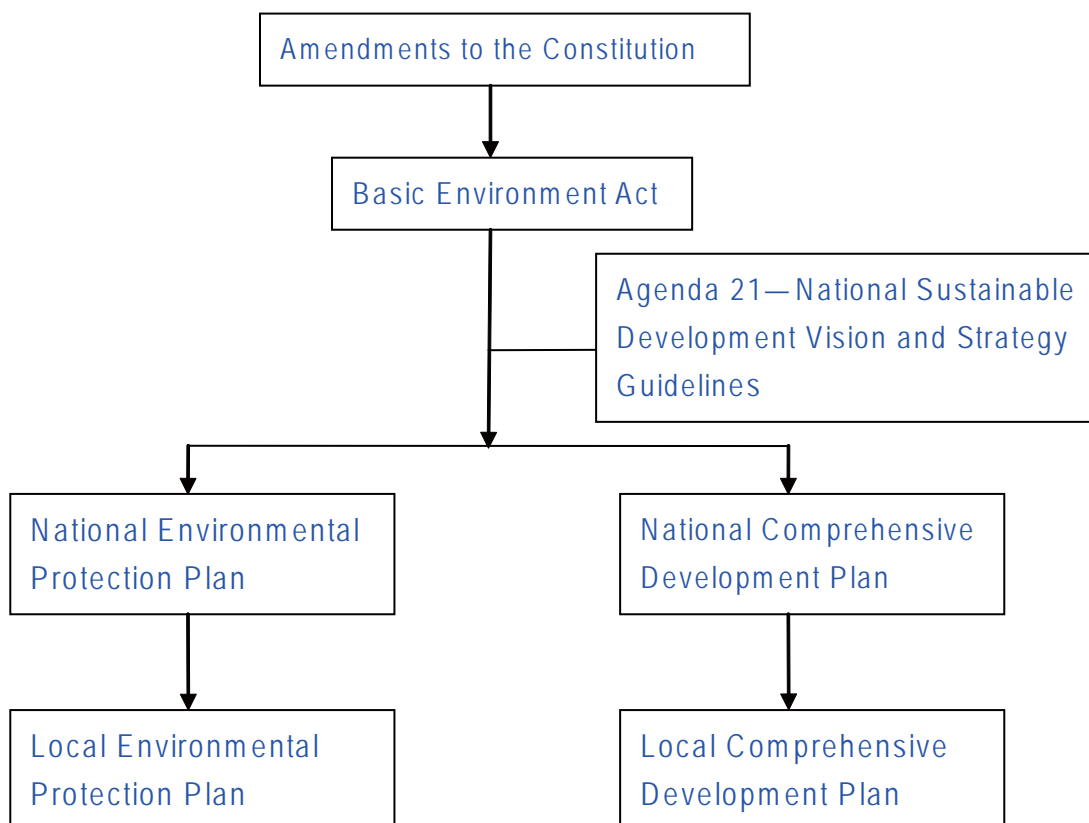 Amendments to the Constitution
Basic Environment Act
Agenda 21—National Sustainable
Development Vision and Strategy
Guidelines
National Environmental
Protection Plan
National Comprehensive
Development Plan
Local Environmental
Protection Plan
Local Comprehensive
Development Plan